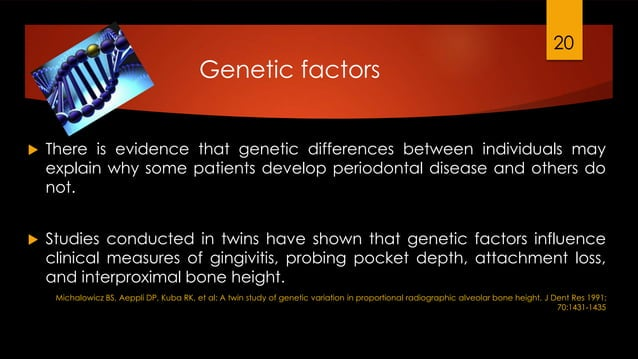 20
Genetic factors
There is evidence that genetic differences between individuals may
explain why some patients develop periodontal disease and others do
not.
Studies conducted in twins have shown that genetic factors influence
clinical measures of gingivitis, probing pocket depth, attachment loss,
and interproximal bone height.
Michalowicz BS, Aeppli DP, Kuba RK, et al: A twin study of genetic variation in proportional radiographic alveolar bone height. J Dent Res 1991;
70:1431-1435